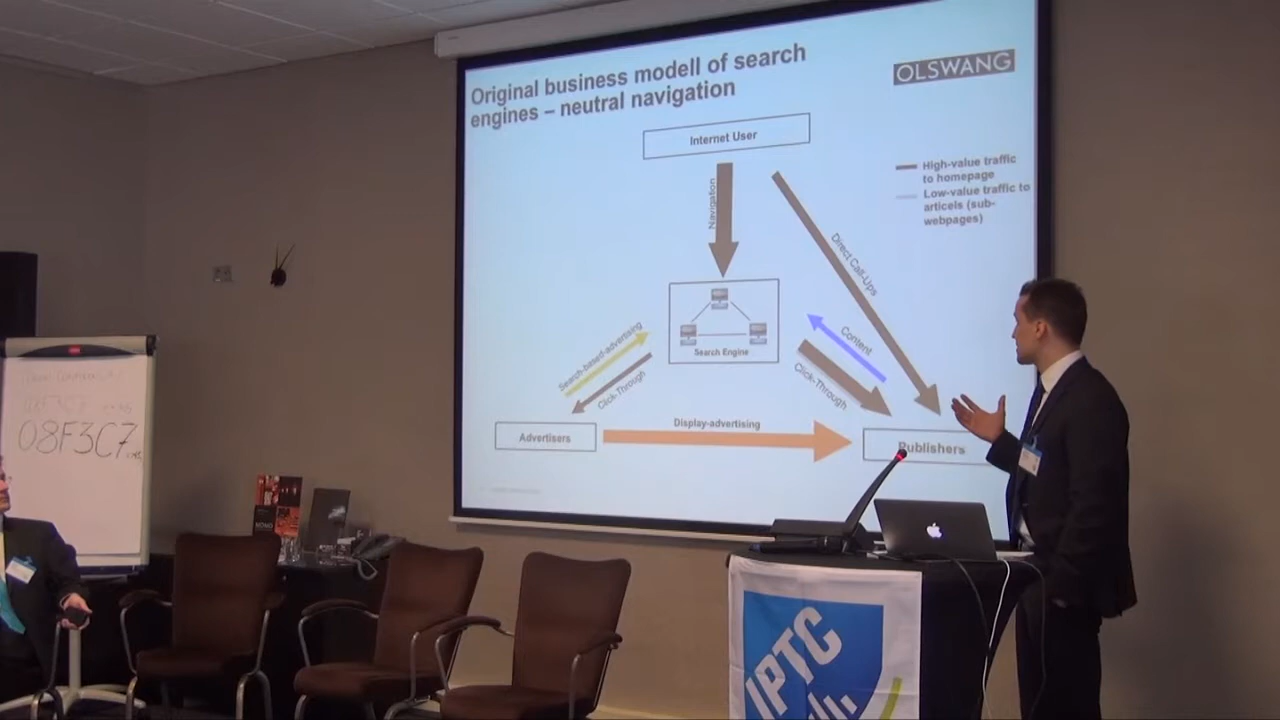 Original business modell of search
engines – neutral navigation
OLSWANG
Internet User
High-value traffic
to homepage
Low-value traffic to
articels (sub-
webpages)
Navigation
Direct Call-Ups
Search Engine
Search-based-advertising
Click-Through
Content
Click-Through
Display-advertising
Advertisers
Publishers
08F3C7
IPTC